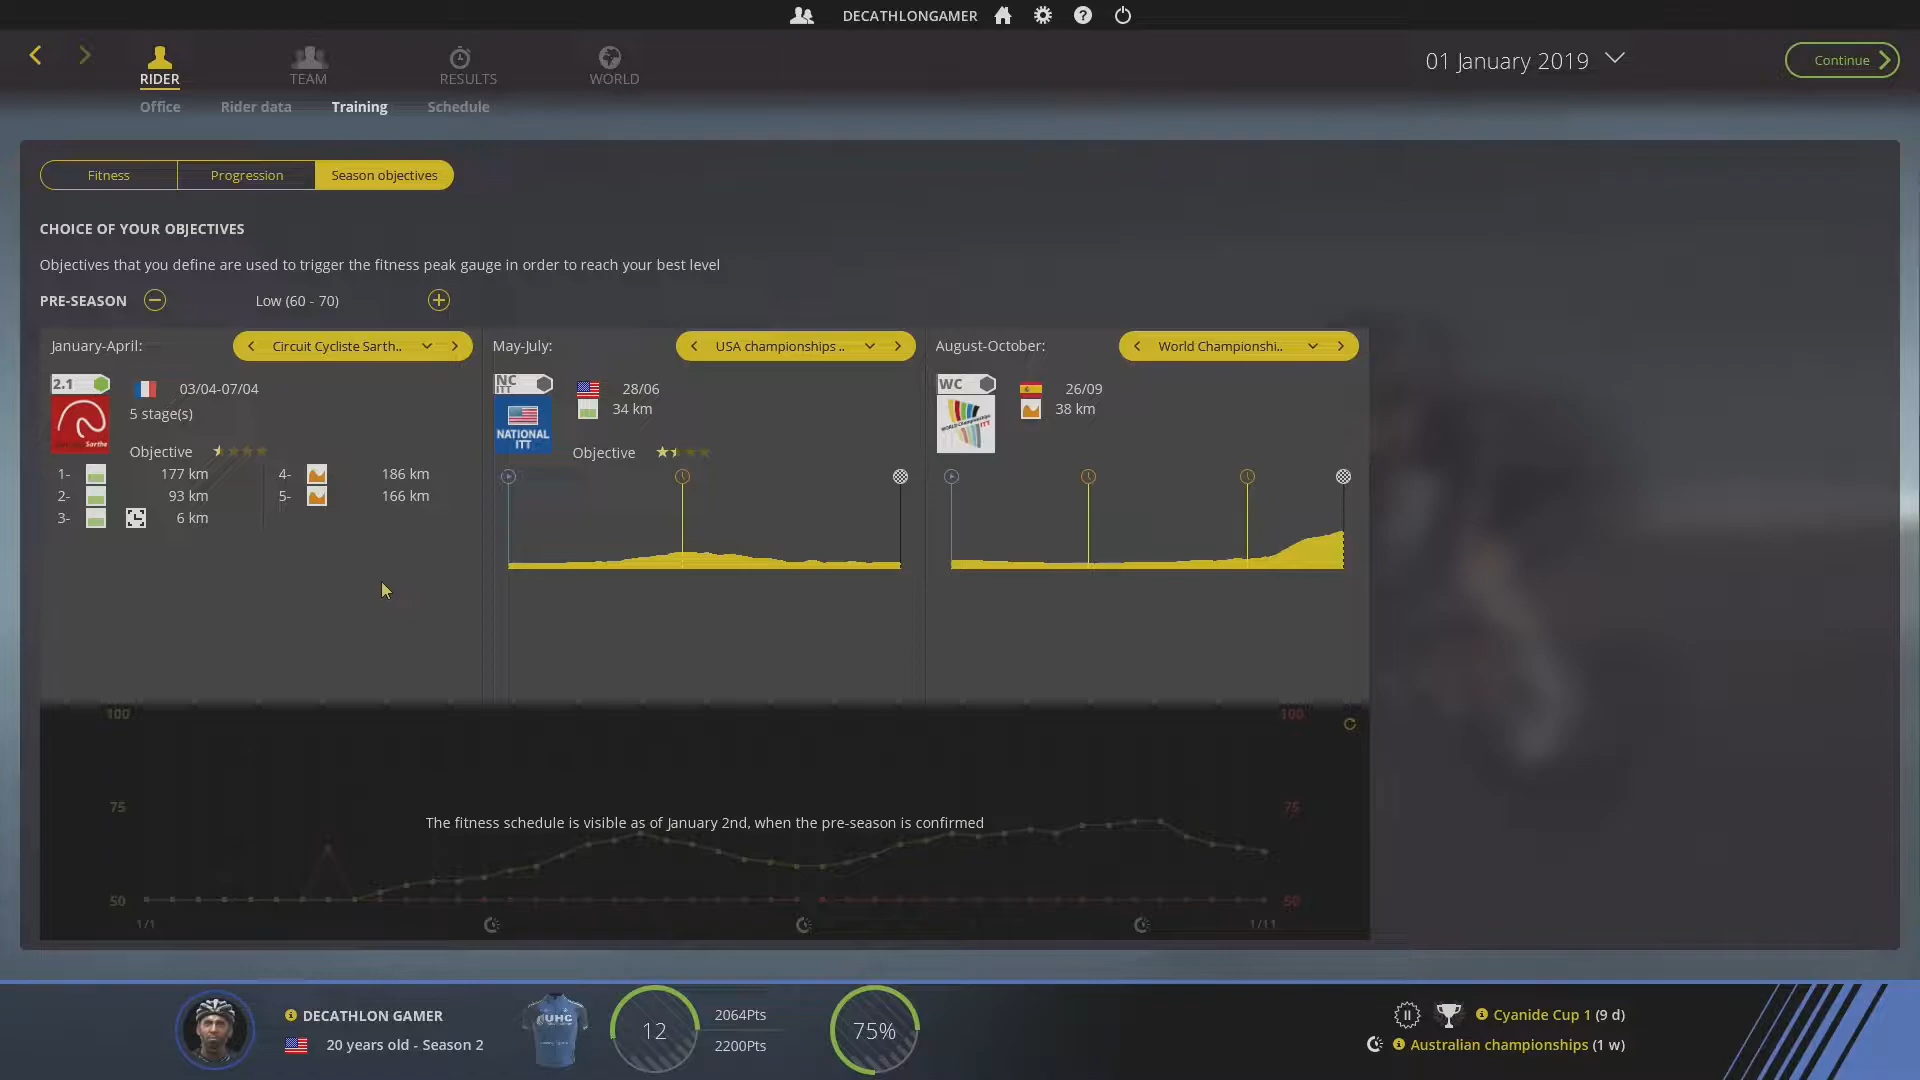 DECATHLONGAMER
RIDER TEAM RESULTS WORLD
01 January 2019
Continue
Office Rider data Training Schedule
Fitness Progression Season objectives
CHOICE OF YOUR OBJECTIVES
Objectives that you define are used to trigger the fitness peak gauge in order to reach your best level
PRE-SEASON Low (60 - 70)
January-April: Circuit Cycliste Sarth..
2.1 03/04-07/04
5 stage(s)
Sarthe
Objective
1- 177 km
2- 93 km
3- 6 km
4- 186 km
5- 166 km
May-July: USA championships ..
NC
ITT
28/06
34 km
NATIONAL
ITT
Objective
August-October: World Championshi..
WC 26/09
38 km
WORLD Championships
ITT
100 100
75 75
The fitness schedule is visible as of January 2nd, when the pre-season is confirmed
50 50
1/1 1/11
DECATHLON GAMER
20 years old - Season 2
UHC
12
2064Pts
2200Pts
75%
Cyanide Cup 1 (9 d)
Australian championships (1 w)